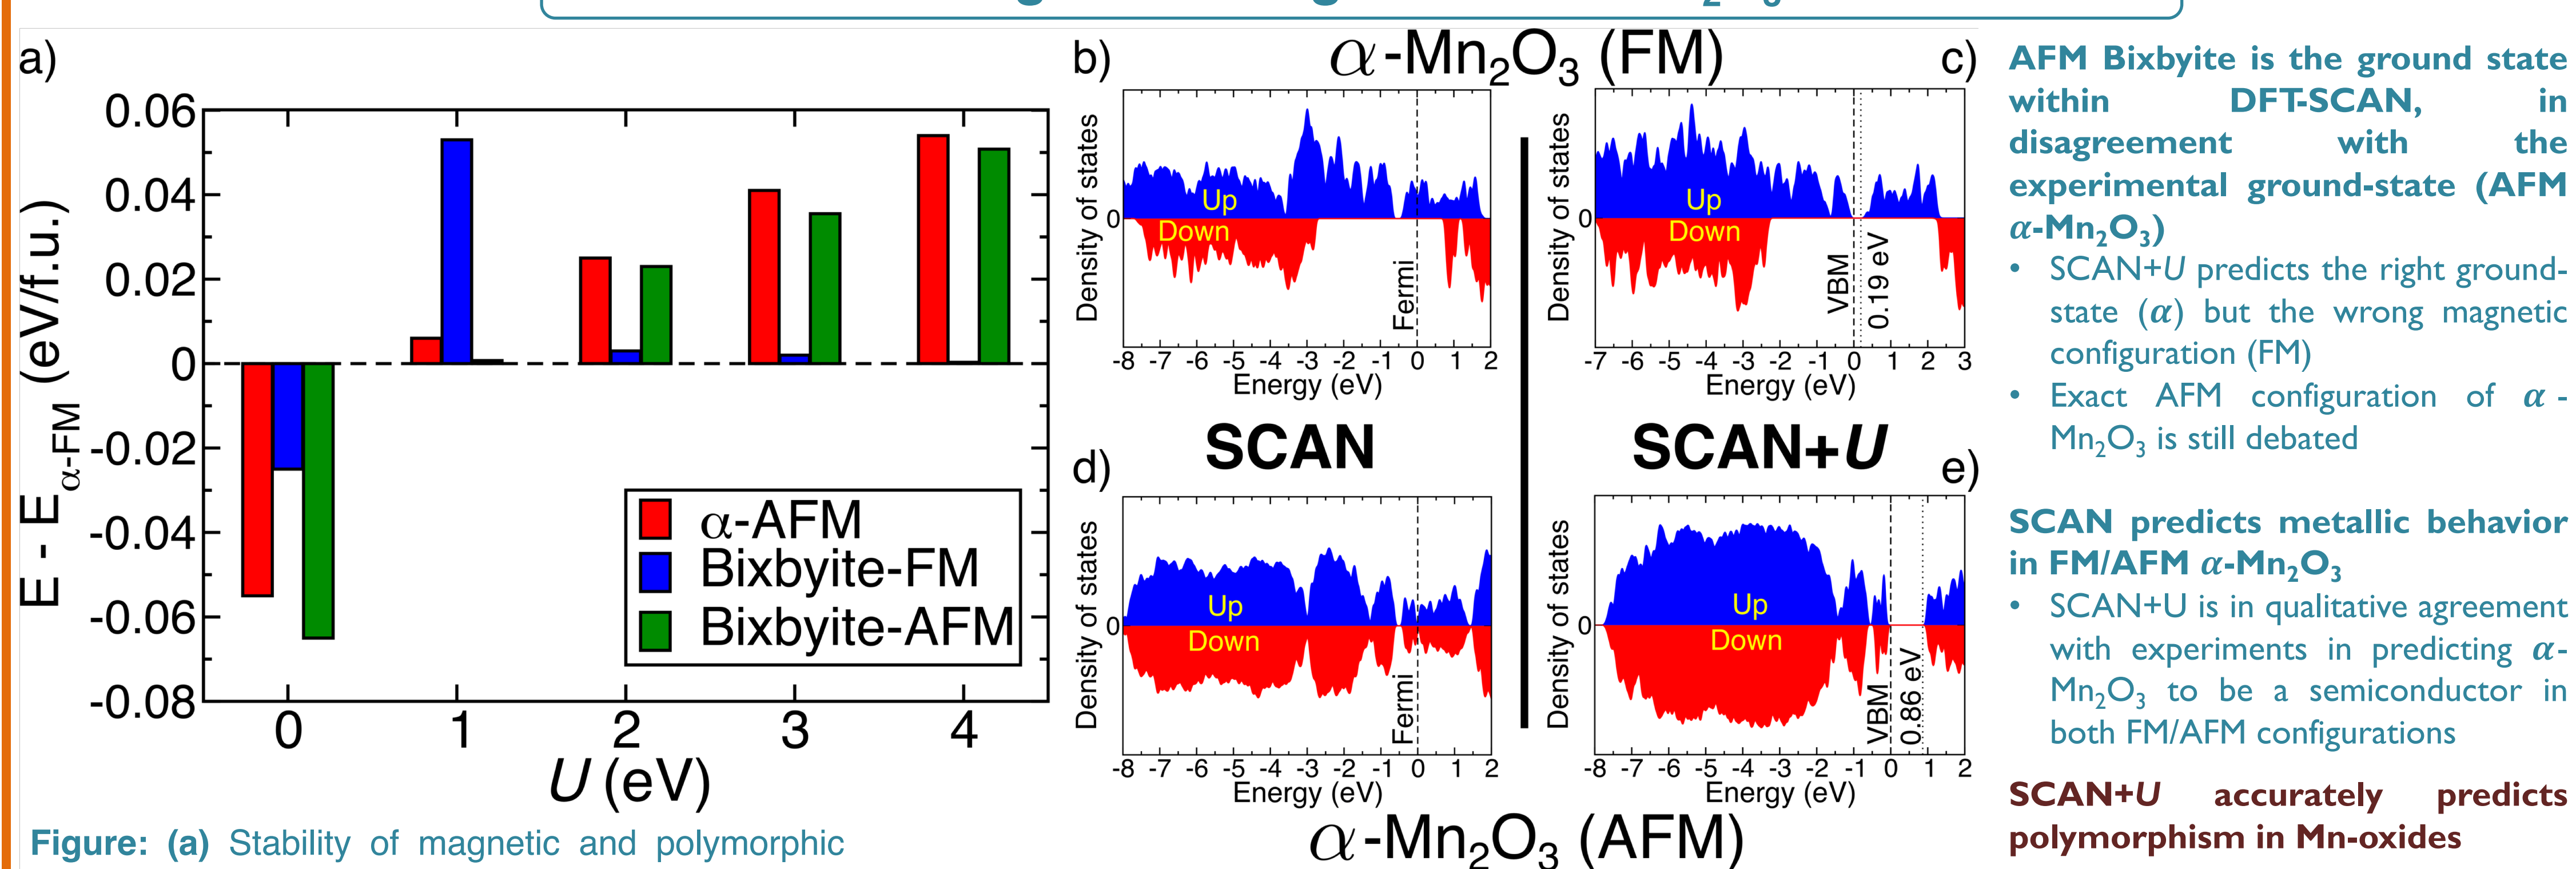 a)
0.06
0.04
0.02
0
-0.02
-0.04
-0.06
-0.08
E - Eα-FM (eV/f.u.)
0 1 2 3 4
U (eV)
α-AFM
Bixbyite-FM
Bixbyite-AFM
Figure: (a) Stability of magnetic and polymorphic
α-Mn2O3 (FM)
b)
Density of states
0
Up
Down
Fermi
-8 -7 -6 -5 -4 -3 -2 -1 0 1 2
Energy (eV)
c)
Density of states
0
Up
Down
VBM
0.19 eV
-7 -6 -5 -4 -3 -2 -1 0 1 2 3
Energy (eV)
SCAN
SCAN+U
d)
Density of states
0
Up
Down
Fermi
-8 -7 -6 -5 -4 -3 -2 -1 0 1 2
Energy (eV)
e)
Density of states
0
Up
Down
VBM
0.86 eV
-8 -7 -6 -5 -4 -3 -2 -1 0 1 2
Energy (eV)
α-Mn2O3 (AFM)
AFM Bixbyite is the ground state
within DFT-SCAN, in
disagreement with the
experimental ground-state (AFM
α-Mn2O3)
• SCAN+U predicts the right ground-
state (α) but the wrong magnetic
configuration (FM)
• Exact AFM configuration of α -
Mn2O3 is still debated
SCAN predicts metallic behavior
in FM/AFM α-Mn2O3
• SCAN+U is in qualitative agreement
with experiments in predicting α-
Mn2O3 to be a semiconductor in
both FM/AFM configurations
SCAN+U accurately predicts
polymorphism in Mn-oxides